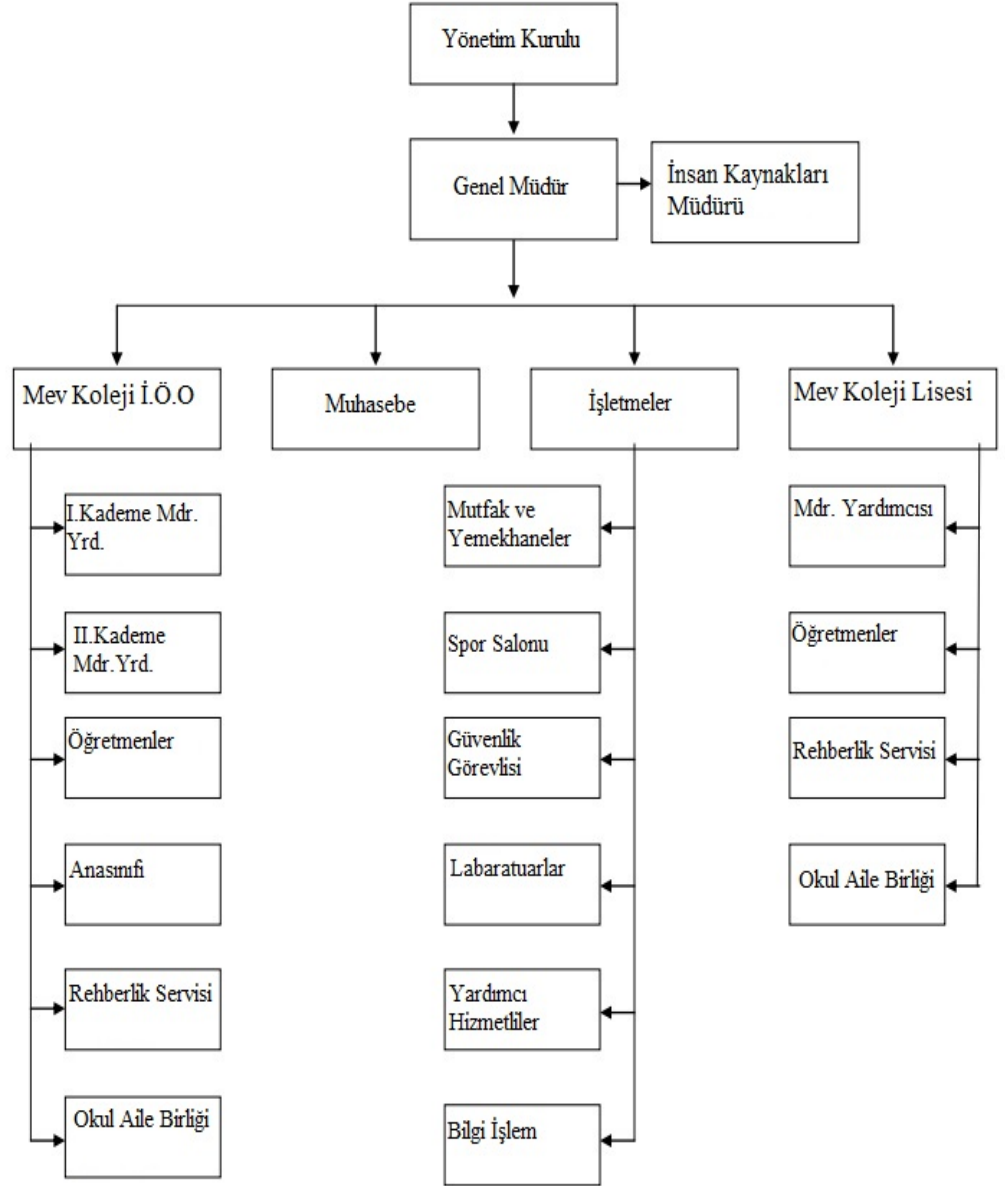 Yönetim Kurulu
Genel Müdür
İnsan Kaynakları
Müdürü
Mev Koleji İ.Ö.O
Muhasebe
İşletmeler
Mev Koleji Lisesi
I.Kademe Mdr.
Yrd.
II.Kademe
Mdr.Yrd.
Öğretmenler
Anasınıfı
Rehberlik Servisi
Okul Aile Birliği
Mutfak ve
Yemekhaneler
Spor Salonu
Güvenlik
Görevlisi
Labaratuarlar
Yardımcı
Hizmetliler
Bilgi İşlem
Mdr. Yardımcısı
Öğretmenler
Rehberlik Servisi
Okul Aile Birliği